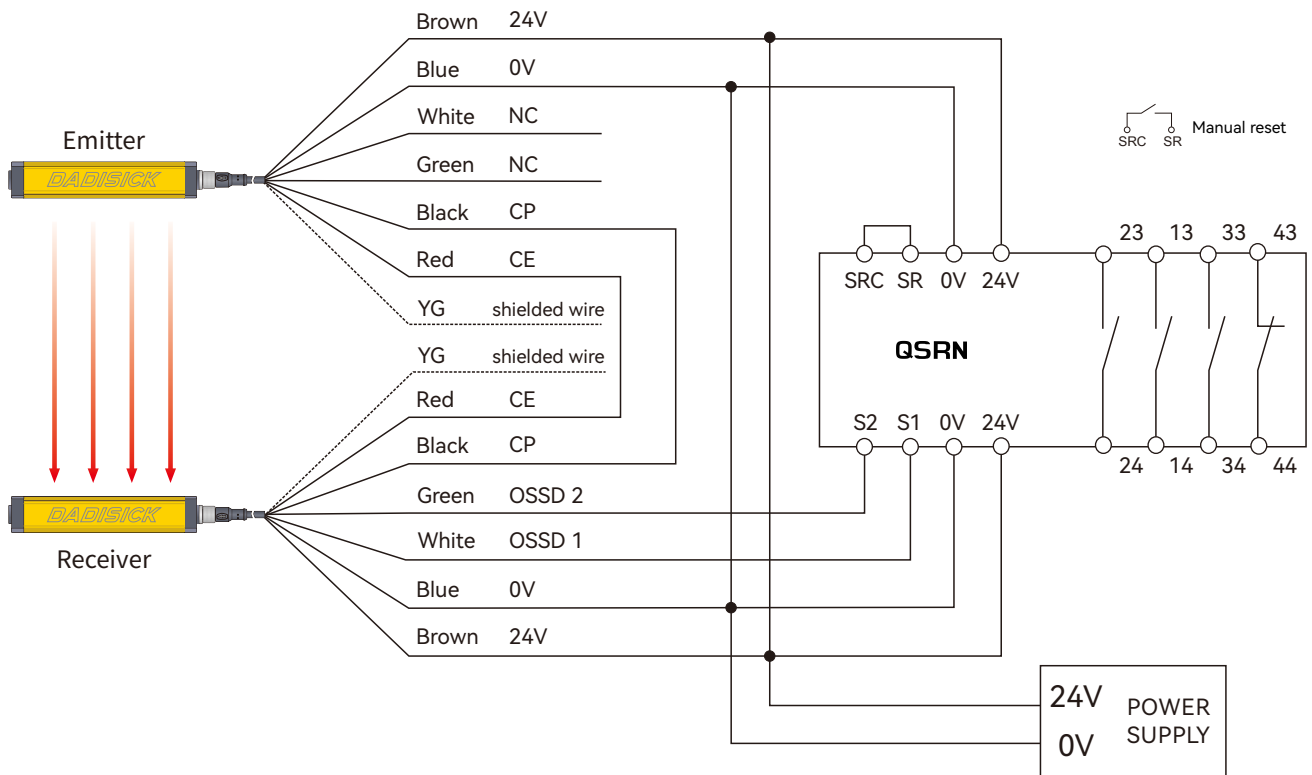 Brown 24V
Blue 0V
White NC
Emitter
Green NC
DADISICK
Black CP
Red CE
YG shielded wire
YG shielded wire
Red CE
Black CP
Green OSSD 2
DADISICK
White OSSD 1
Receiver
Blue 0V
Brown 24V
SRC SR Manual reset
23 13 33 43
SRC SR 0V 24V
QSRN
S2 S1 0V 24V
24 14 34 44
24V
0V
POWER
SUPPLY